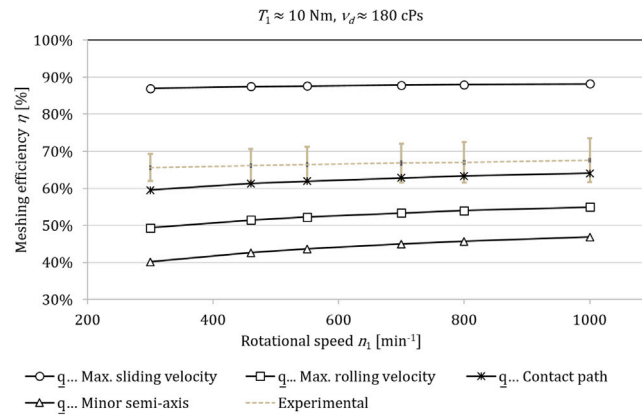 T₁ ≈ 10 Nm, ν_d ≈ 180 cPs
100%
90%
80%
70%
60%
50%
40%
30%
Meshing efficiency η [%]
200
400
600
800
1000
Rotational speed n₁ [min⁻¹]
q... Max. sliding velocity
q... Max. rolling velocity
q... Contact path
q... Minor semi-axis
Experimental